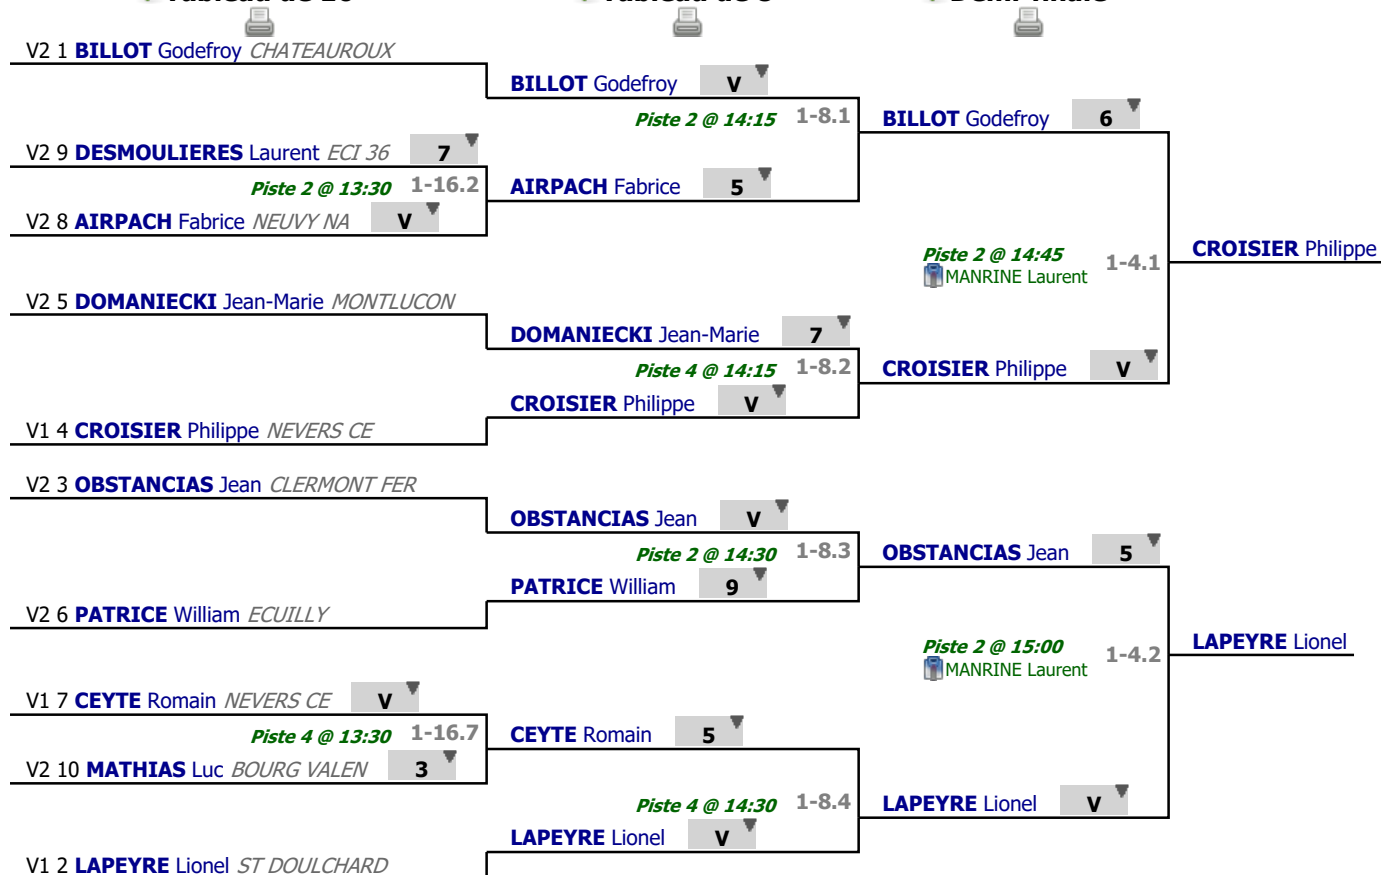 V2 1 BILLOT Godefroy CHATEAUROUX
BILLOT Godefroy V
Piste 2 @ 14:15 1-8.1
BILLOT Godefroy 6
V2 9 DESMOULIERES Laurent ECI 36 7
Piste 2 @ 13:30 1-16.2
AIRPACH Fabrice 5
V2 8 AIRPACH Fabrice NEUVY NA V
Piste 2 @ 14:45 1-4.1
MANRINE Laurent
CROISIER Philippe
V2 5 DOMANIECKI Jean-Marie MONTLUCON
DOMANIECKI Jean-Marie 7
Piste 4 @ 14:15 1-8.2
CROISIER Philippe V
CROISIER Philippe V
V1 4 CROISIER Philippe NEVERS CE
V2 3 OBSTANCIAS Jean CLERMONT FER
OBSTANCIAS Jean V
Piste 2 @ 14:30 1-8.3
OBSTANCIAS Jean 5
PATRICE William 9
V2 6 PATRICE William ECUILLY
Piste 2 @ 15:00 1-4.2
MANRINE Laurent
LAPEYRE Lionel
V1 7 CEYTE Romain NEVERS CE V
Piste 4 @ 13:30 1-16.7
CEYTE Romain 5
V2 10 MATHIAS Luc BOURG VALEN 3
Piste 4 @ 14:30 1-8.4
LAPEYRE Lionel V
LAPEYRE Lionel V
V1 2 LAPEYRE Lionel ST DOULCHARD